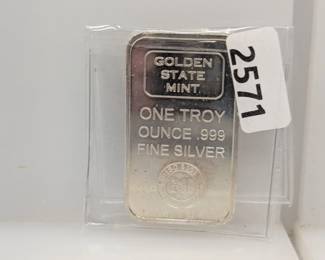 GOLDEN
STATE
MINT
ONE TROY
OUNCE .999
FINE SILVER
2571